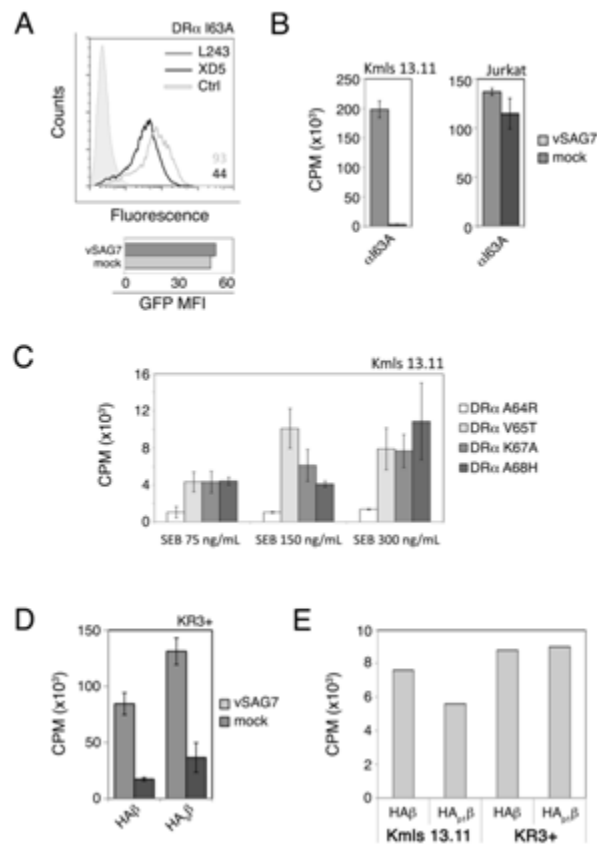 A
DRα I63A
L243
XD5
Ctrl
Counts
93
44
Fluorescence
vSAG7
mock
0 30 60
GFP MFI
B
Kmls 13.11
Jurkat
CPM (x10³)
250
200
150
100
50
0
150
100
50
0
αI63A
αI63A
vSAG7
mock
C
Kmls 13.11
CPM (x10³)
16
12
8
4
0
SEB 75 ng/mL SEB 150 ng/mL SEB 300 ng/mL
DRα A64R
DRα V65T
DRα K67A
DRα A68H
D
KR3+
CPM (x10³)
150
100
50
0
HAβ
vSAG7
mock
E
CPM (x10³)
10
8
6
4
2
0
HAβ HAβ
Kmls 13.11 KR3+